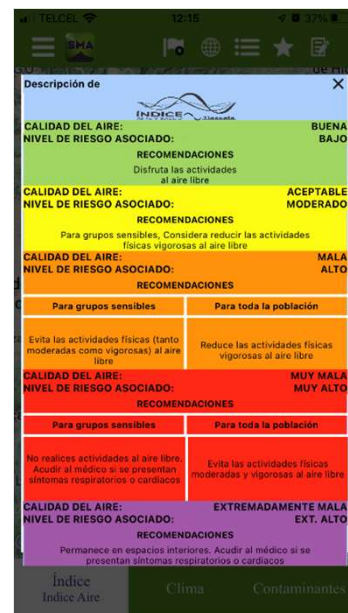 TELCEL 12:15 37%
SMA
Descripción de
ÍNDICE
Tlaxcala
CALIDAD DEL AIRE: BUENA
NIVEL DE RIESGO ASOCIADO: BAJO
RECOMENDACIONES
Disfruta las actividades
al aire libre
CALIDAD DEL AIRE: ACEPTABLE
NIVEL DE RIESGO ASOCIADO: MODERADO
RECOMENDACIONES
Para grupos sensibles, Considera reducir las actividades
físicas vigorosas al aire libre
CALIDAD DEL AIRE: MALA
NIVEL DE RIESGO ASOCIADO: ALTO
RECOMENDACIONES
Para grupos sensibles Para toda la población
Evita las actividades físicas (tanto
moderadas como vigorosas) al aire
libre
Reduce las actividades físicas
vigorosas al aire libre
CALIDAD DEL AIRE: MUY MALA
NIVEL DE RIESGO ASOCIADO: MUY ALTO
RECOMENDACIONES
Para grupos sensibles Para toda la población
No realices actividades al aire libre.
Acudir al médico si se presentan
síntomas respiratorios o cardiacos
Evita las actividades físicas
moderadas y vigorosas al aire libre
CALIDAD DEL AIRE: EXTREMADAMENTE MALA
NIVEL DE RIESGO ASOCIADO: EXT. ALTO
RECOMENDACIONES
Permanece en espacios interiores. Acudir al médico si se
presentan síntomas respiratorios o cardiacos
Índice Clima Contaminantes
Indice Aire